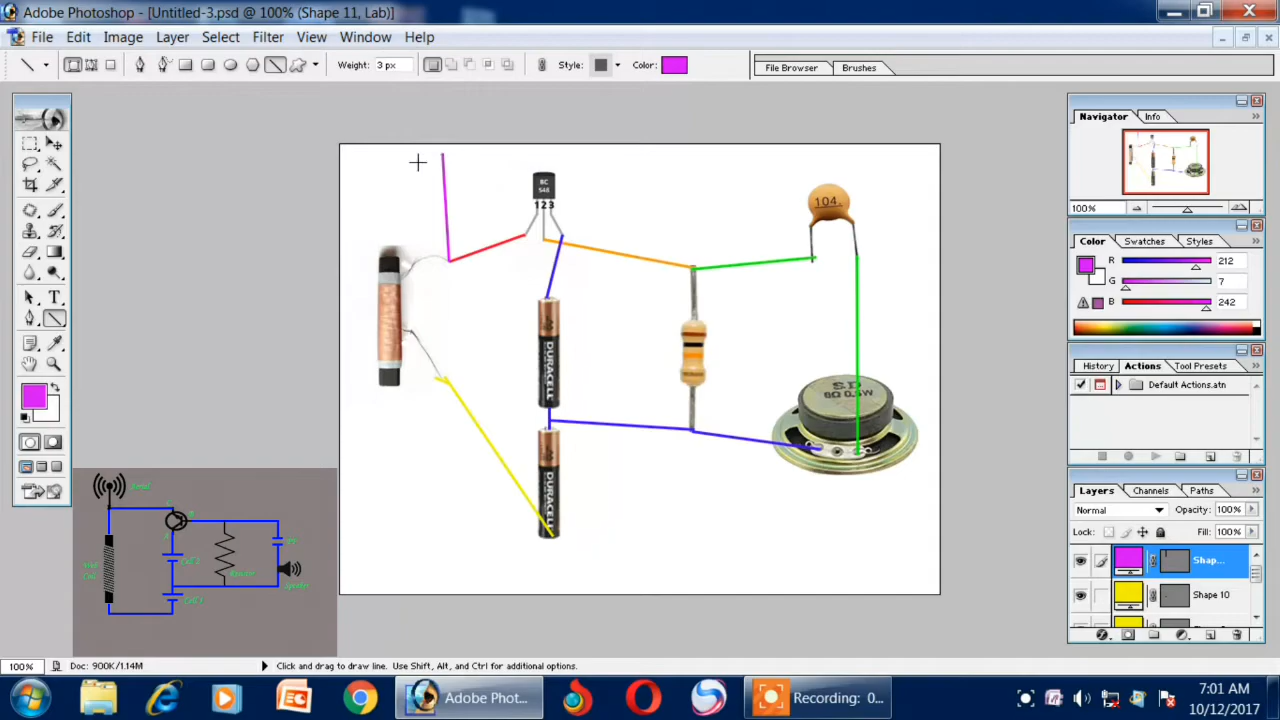 Adobe Photoshop - [Untitled-3.psd @ 100% (Shape 11, Lab)]
File Edit Image Layer Select Filter View Window Help
Weight: 3 px Style: Color: File Browser Brushes
Navigator Info
100%
Color Swatches Styles
R 212
G 7
B 242
History Actions Tool Presets
Default Actions.atn
Layers Channels Paths
Normal Opacity: 100%
Lock: Fill: 100%
Shap...
Shape 10
BC
548
1 2 3
104
DURACELL
DURACELL
SD
8Ω 0.5W
C
100% Doc: 900K/1.14M Click and drag to draw line. Use Shift, Alt, and Ctrl for additional options.
Adobe Phot... Recording: 0...
7:01 AM
10/12/2017